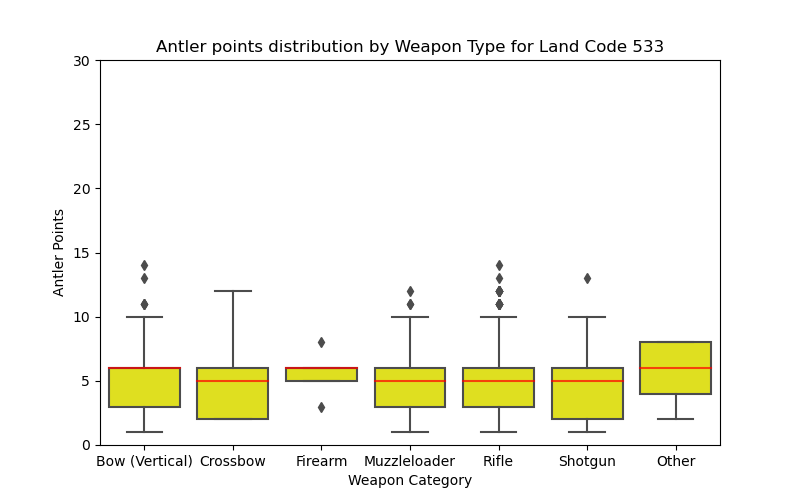 Antler points distribution by Weapon Type for Land Code 533
30
25
20
15
10
5
0
Antler Points
Bow (Vertical) Crossbow Firearm Muzzleloader Rifle Shotgun Other
Weapon Category